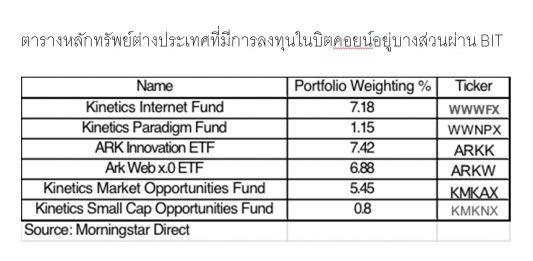 ตารางหลักทรัพย์ต่างประเทศที่มีการลงทุนในบิตคอยน์อยู่บางส่วนผ่าน BIT
Name Portfolio Weighting % Ticker
Kinetics Internet Fund 7.18 WWWFX
Kinetics Paradigm Fund 1.15 WWNPX
ARK Innovation ETF 7.42 ARKK
Ark Web x.0 ETF 6.88 ARKW
Kinetics Market Opportunities Fund 5.45 KMKAX
Kinetics Small Cap Opportunities Fund 0.8 KMKNX
Source: Morningstar Direct